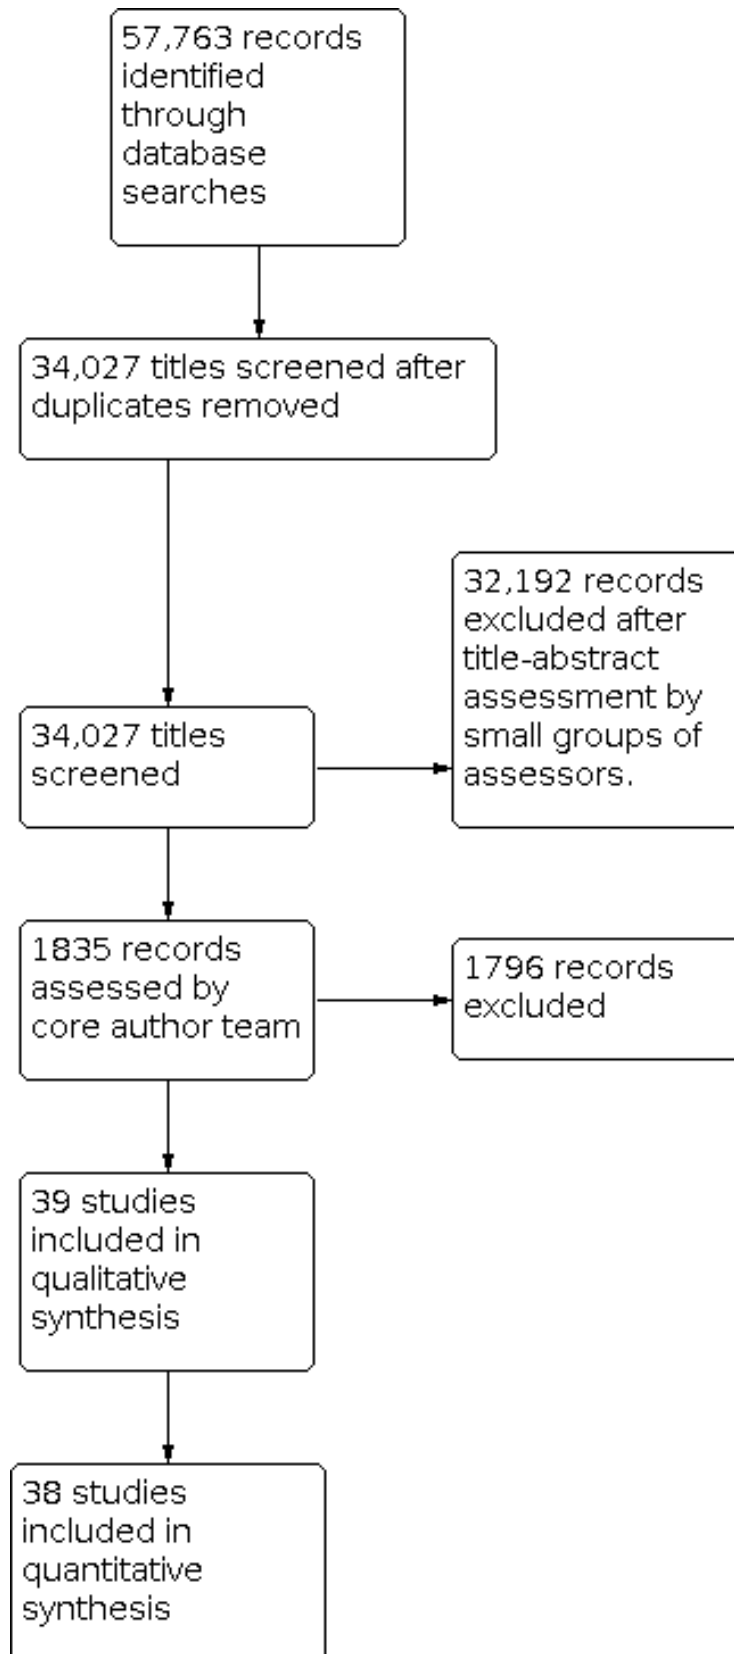 57,763 records
identified
through
database
searches
34,027 titles screened after
duplicates removed
32,192 records
excluded after
title-abstract
assessment by
small groups of
assessors.
34,027 titles
screened
1835 records
assessed by
core author team
1796 records
excluded
39 studies
included in
qualitative
synthesis
38 studies
included in
quantitative
synthesis